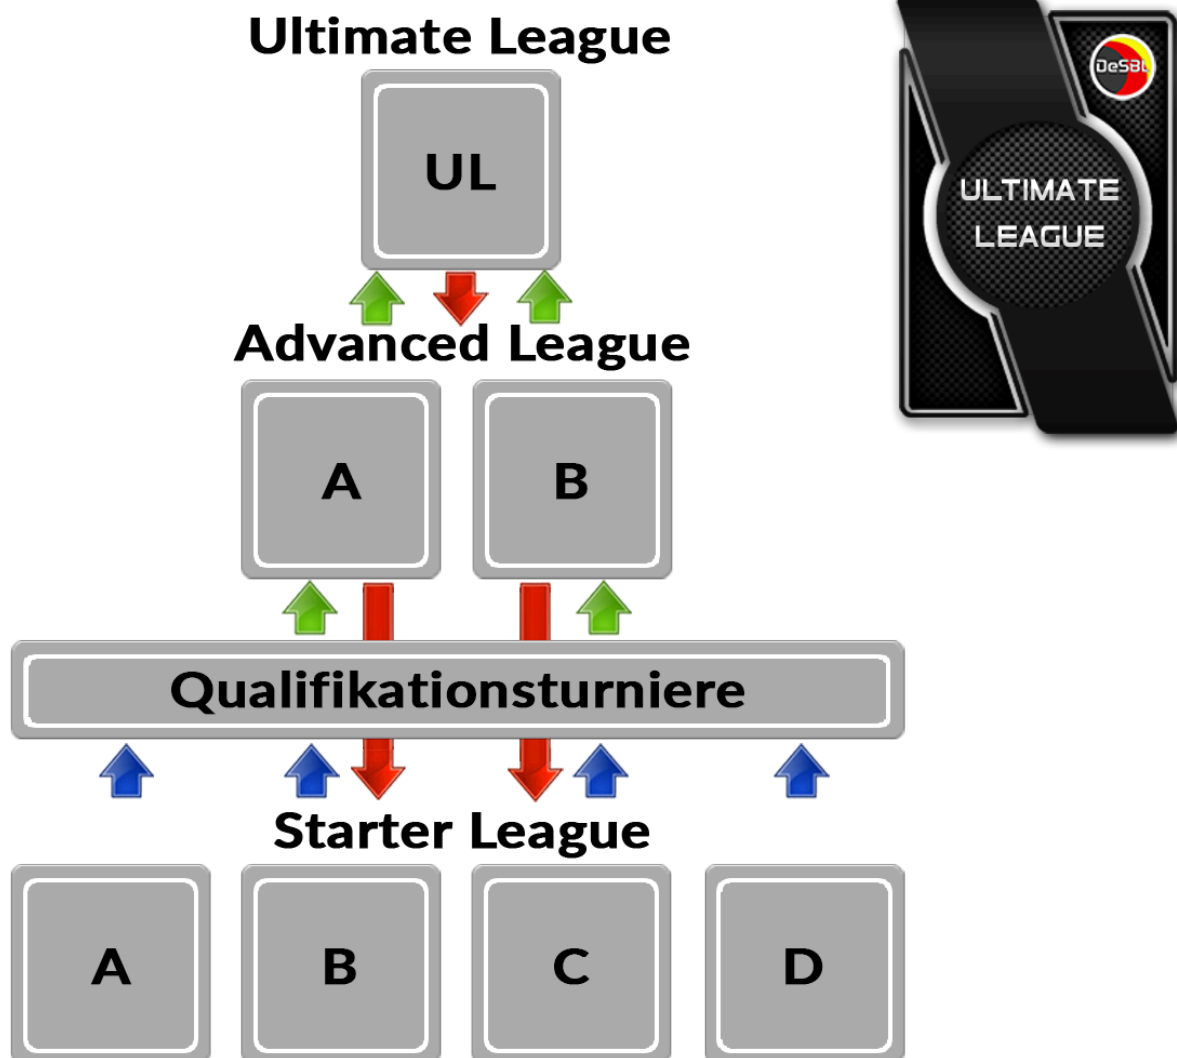 Ultimate League
UL
DeSBL
ULTIMATE
LEAGUE
Advanced League
A
B
Qualifikationsturniere
Starter League
A
B
C
D